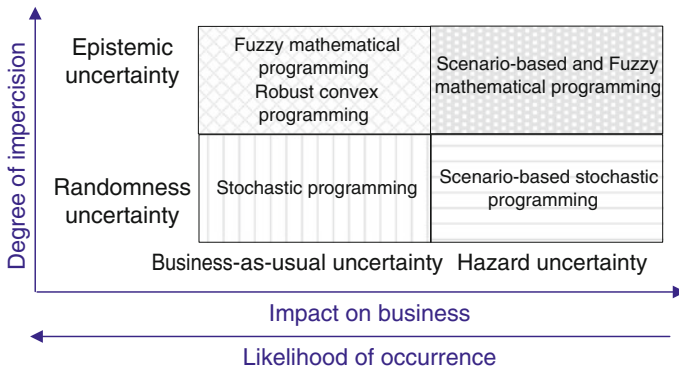 Degree of impercision
Epistemic
uncertainty
Fuzzy mathematical
programming
Robust convex
programming
Scenario-based and Fuzzy
mathematical programming
Randomness
uncertainty
Stochastic programming
Scenario-based stochastic
programming
Business-as-usual uncertainty
Hazard uncertainty
Impact on business
Likelihood of occurrence